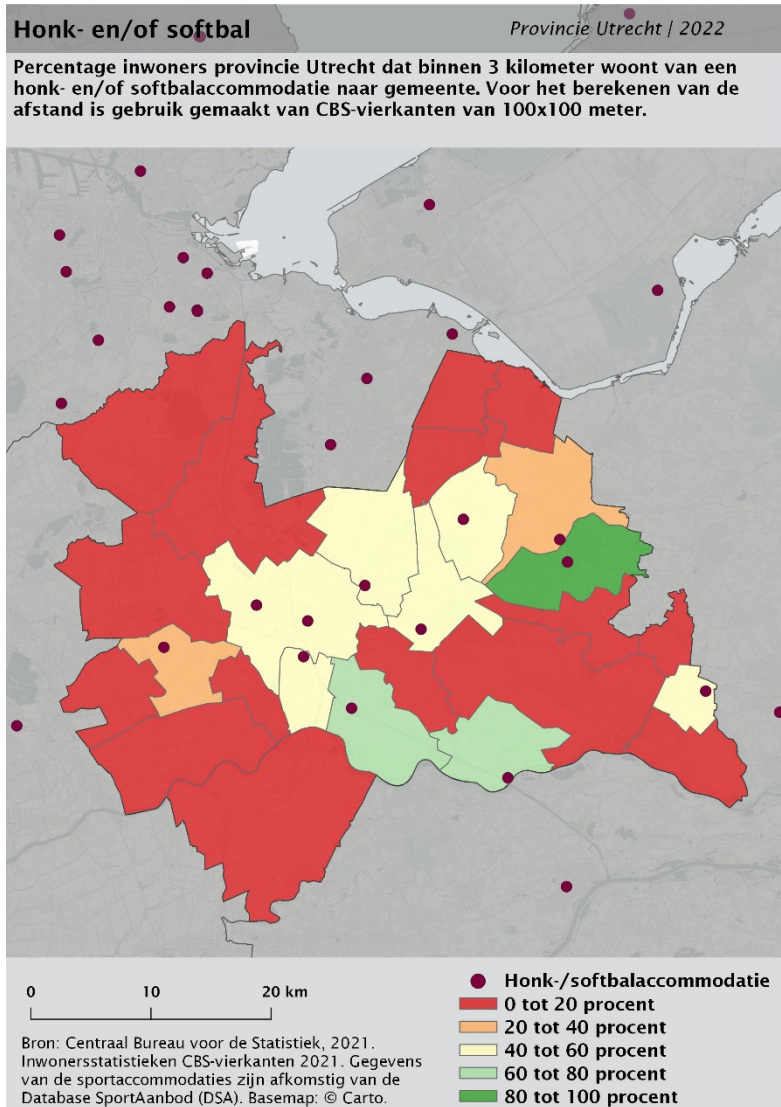 Honk- en/of softbal
Provincie Utrecht | 2022
Percentage inwoners provincie Utrecht dat binnen 3 kilometer woont van een
honk- en/of softbalaccommodatie naar gemeente. Voor het berekenen van de
afstand is gebruik gemaakt van CBS-vierkanten van 100x100 meter.
0 10 20 km
Bron: Centraal Bureau voor de Statistiek, 2021.
Inwonersstatistieken CBS-vierkanten 2021. Gegevens
van de sportaccommodaties zijn afkomstig van de
Database SportAanbod (DSA). Basemap: © Carto.
Honk-/softbalaccommodatie
0 tot 20 procent
20 tot 40 procent
40 tot 60 procent
60 tot 80 procent
80 tot 100 procent